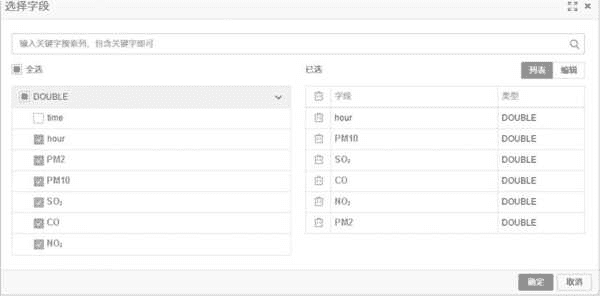 选择字段
输入关键字搜索列,包含关键字即可
全选
DOUBLE
time
hour
PM2
PM10
SO₂
CO
NO₂
已选
列表 编辑
字段 类型
hour DOUBLE
PM10 DOUBLE
SO₂ DOUBLE
CO DOUBLE
NO₂ DOUBLE
PM2 DOUBLE
确定 取消